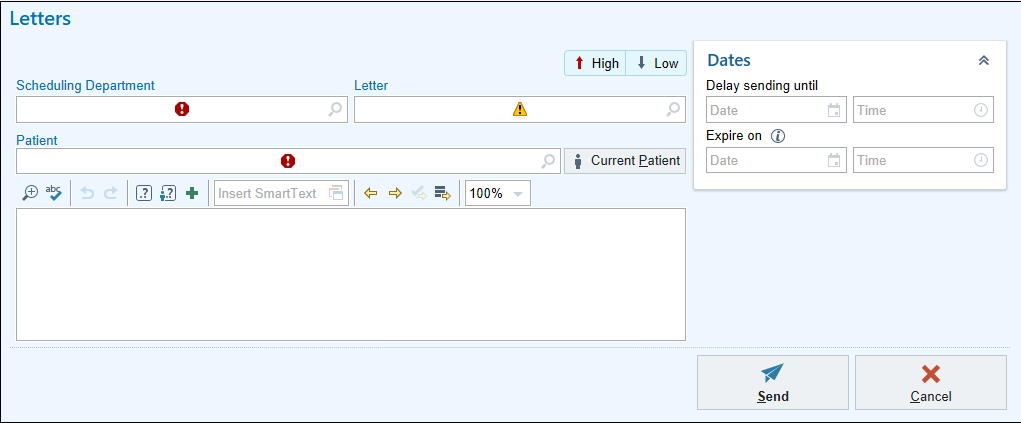 Letters
High Low
Scheduling Department Letter
Patient
Current Patient
abc Insert SmartText 100%
Dates
Delay sending until
Date Time
Expire on
Date Time
Send Cancel